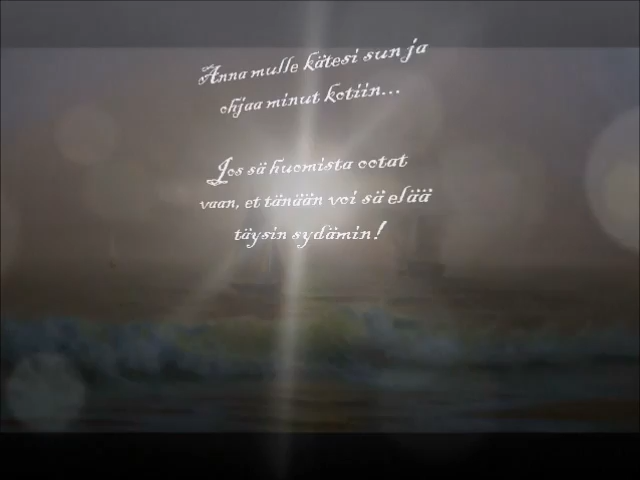 Anna mulle kätesi sun ja
ohjaa minut kotiin...
Jos sä huomista ootat
vaan, et tänään voi sä elää
täysin sydämin!